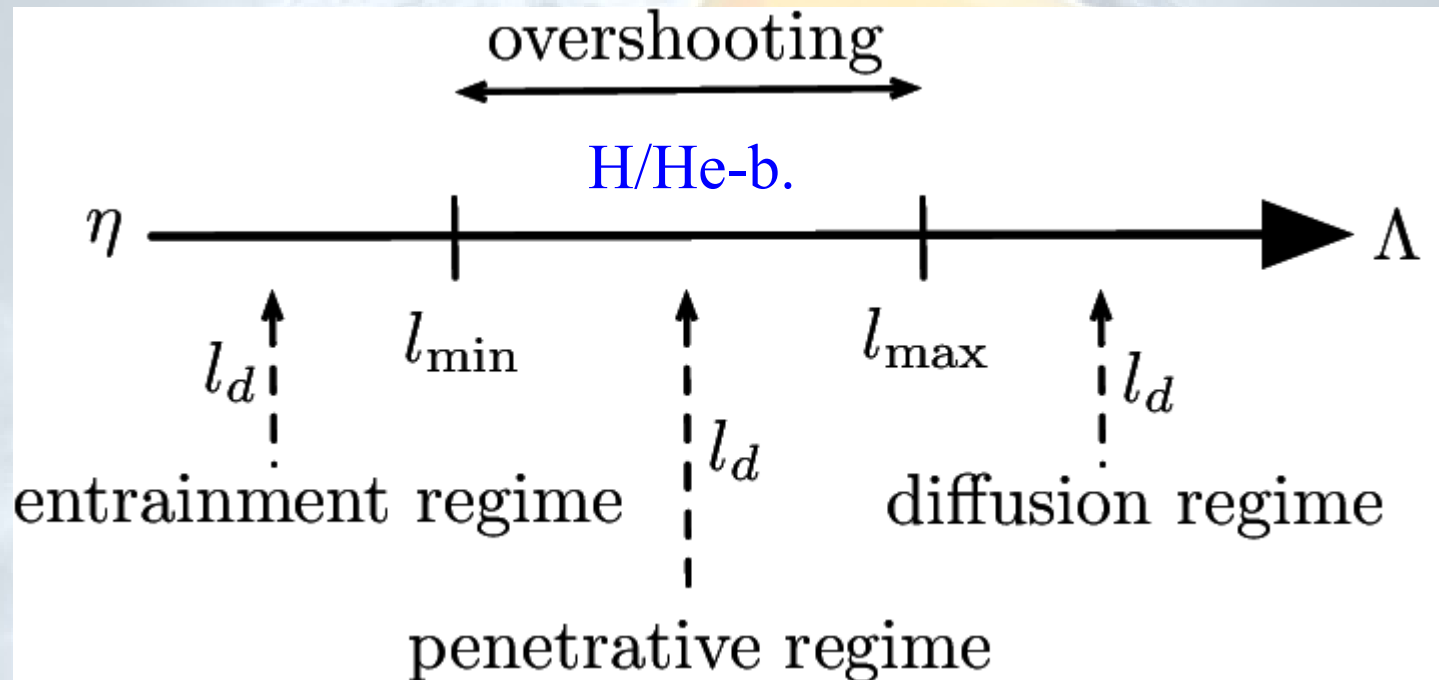 overshooting
H/He-b.
η Λ
l_min l_max
l_d l_d
l_d
entrainment regime diffusion regime
penetrative regime